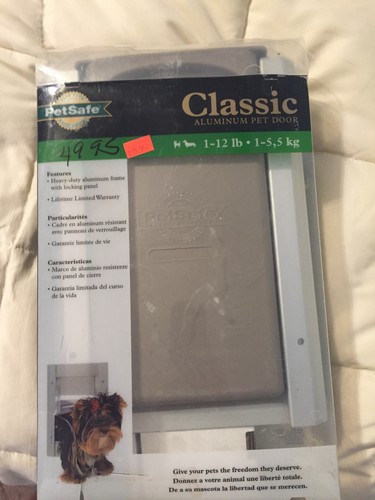 PetSafe
Classic
ALUMINUM PET DOOR
1-12 lb • 1-5,5 kg
4995
Features
• Heavy-duty aluminum frame
with locking panel
• Lifetime Limited Warranty
Particularités
• Cadre en aluminium résistant
avec panneau de verrouillage
• Garantie limitée de vie
Características
• Marco de aluminio resistente
con panel de cierre
• Garantía limitada del curso
de la vida
Give your pets the freedom they deserve.
Donnez a votre animal une liberté totale.
De a su mascota la libertad que se merecen.